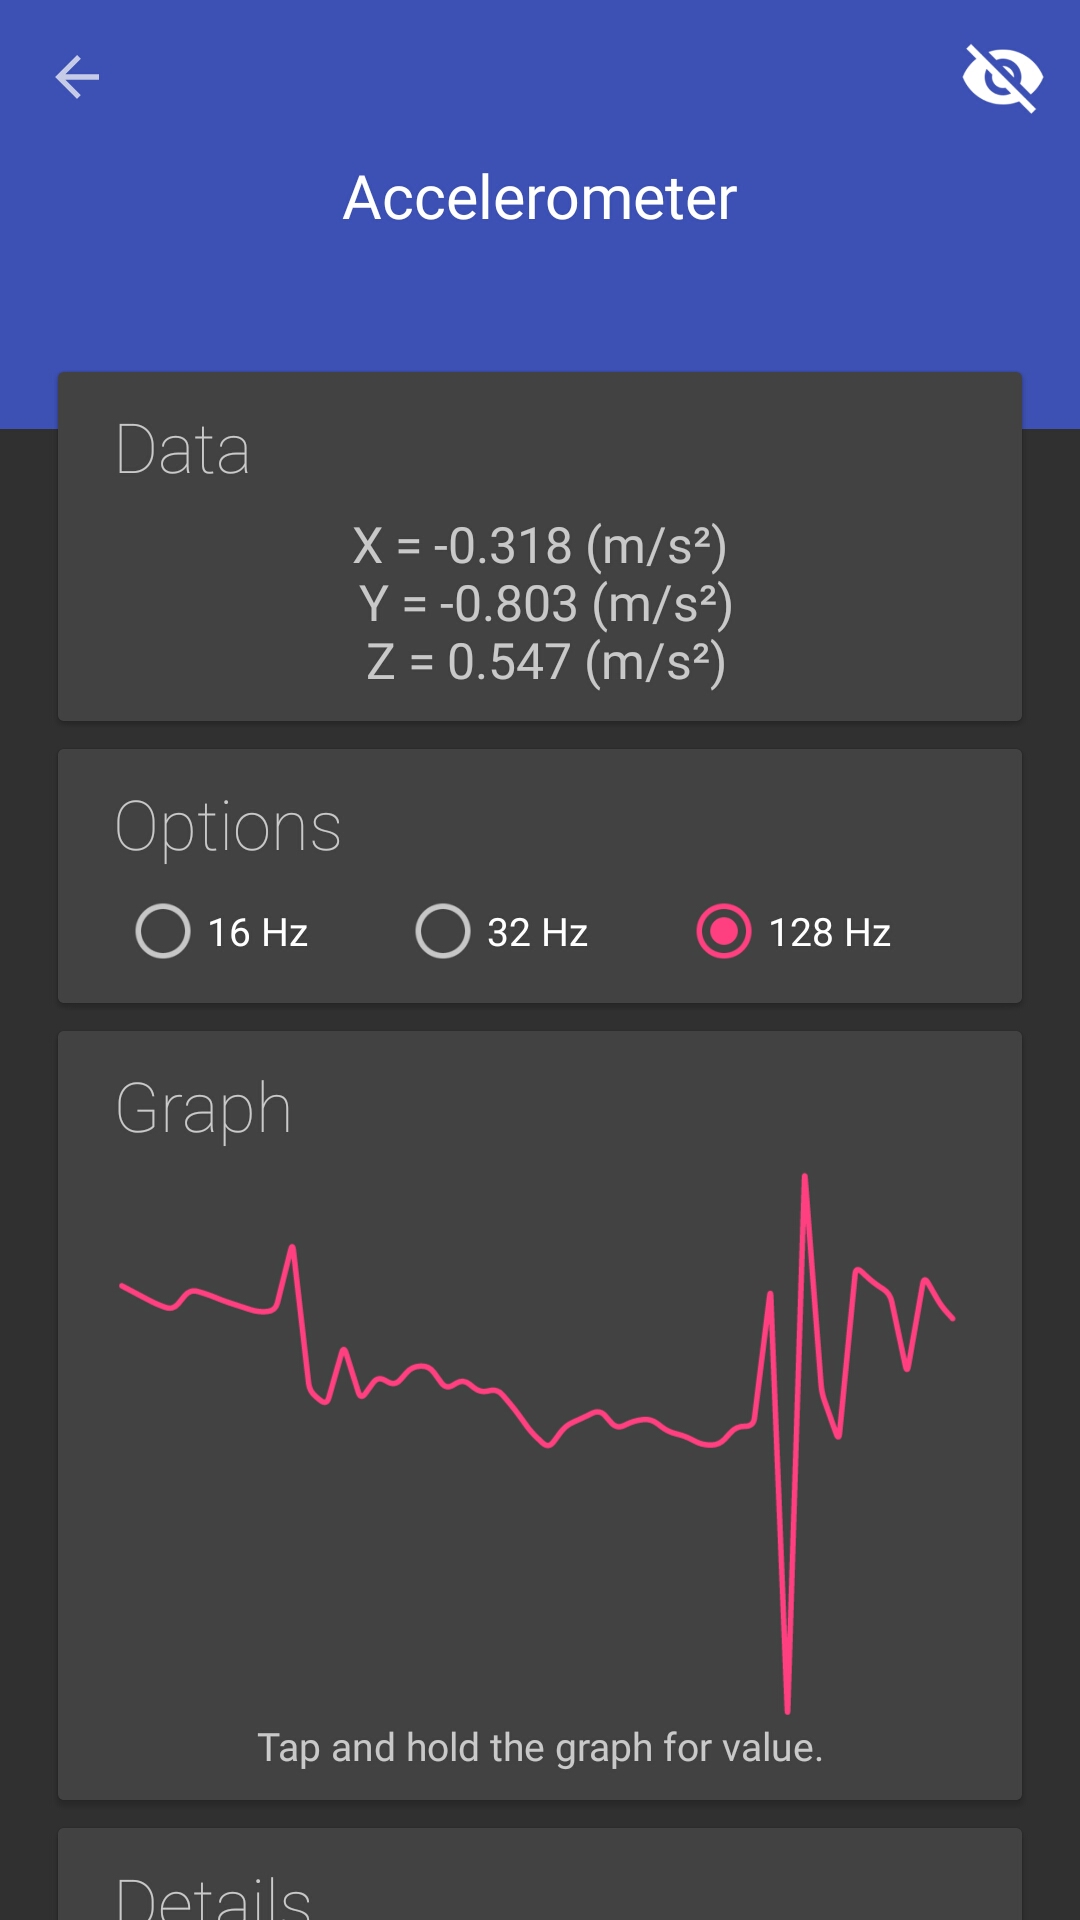 Accelerometer
Data
X = -0.318 (m/s²)
Y = -0.803 (m/s²)
Z = 0.547 (m/s²)
Options
16 Hz 32 Hz 128 Hz
Graph
Tap and hold the graph for value.
Details